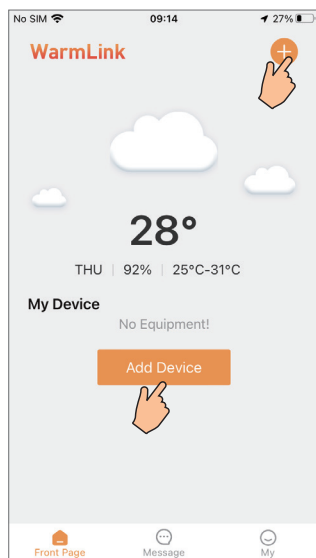 No SIM 09:14 27%
WarmLink
28°
THU 92% 25°C-31°C
My Device
No Equipment!
Add Device
Front Page Message My